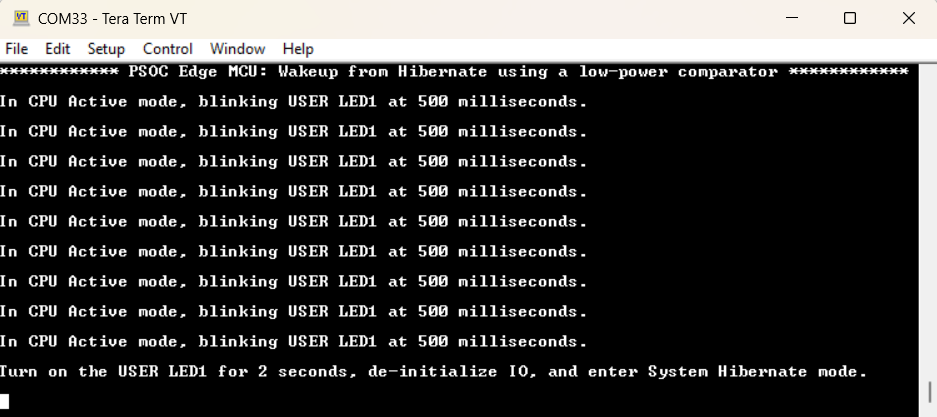 COM33 - Tera Term VT
File Edit Setup Control Window Help
************ PSOC Edge MCU: Wakeup from Hibernate using a low-power comparator ************
In CPU Active mode, blinking USER LED1 at 500 milliseconds.
In CPU Active mode, blinking USER LED1 at 500 milliseconds.
In CPU Active mode, blinking USER LED1 at 500 milliseconds.
In CPU Active mode, blinking USER LED1 at 500 milliseconds.
In CPU Active mode, blinking USER LED1 at 500 milliseconds.
In CPU Active mode, blinking USER LED1 at 500 milliseconds.
In CPU Active mode, blinking USER LED1 at 500 milliseconds.
In CPU Active mode, blinking USER LED1 at 500 milliseconds.
In CPU Active mode, blinking USER LED1 at 500 milliseconds.
Turn on the USER LED1 for 2 seconds, de-initialize IO, and enter System Hibernate mode.